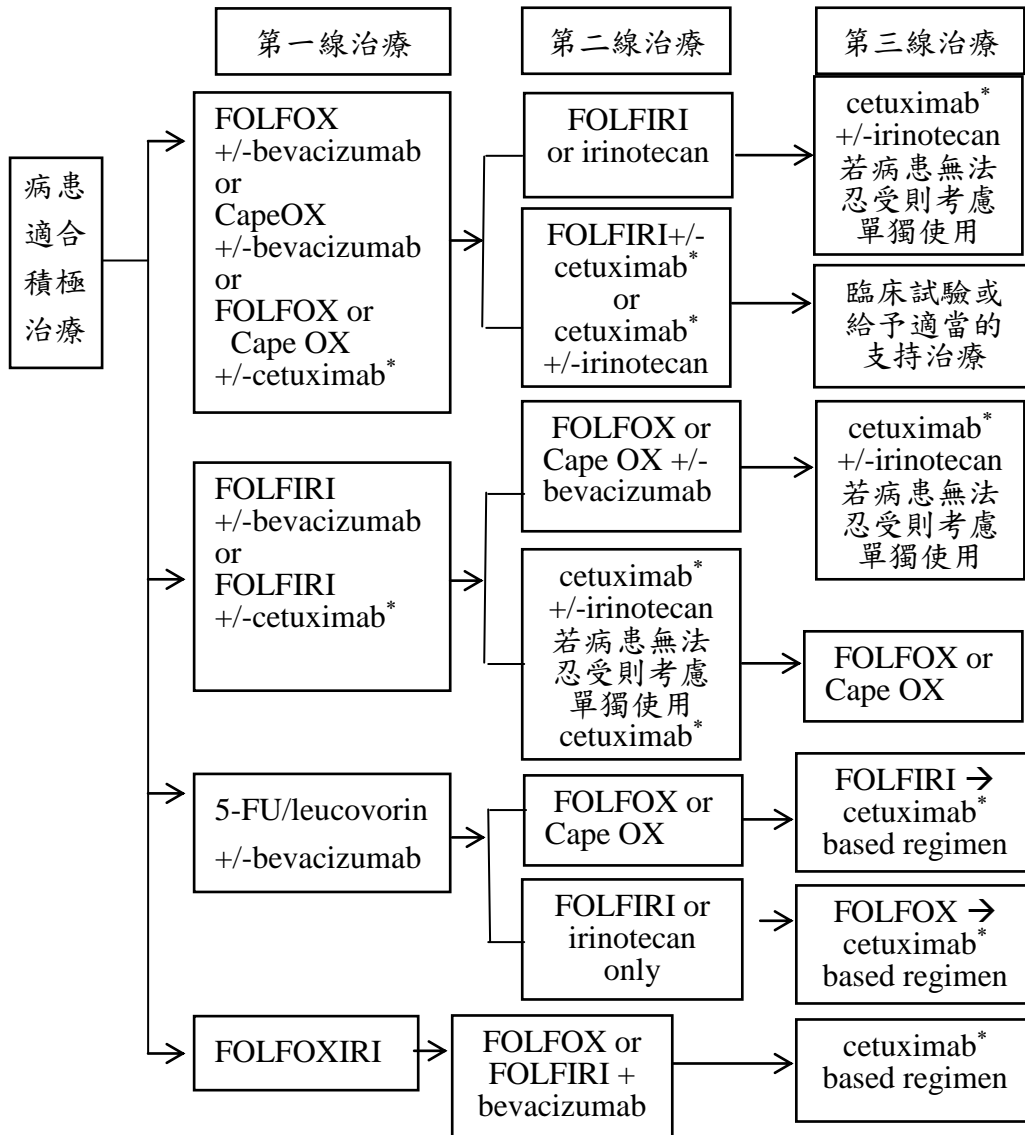 第一線治療
第二線治療
第三線治療
病患
適合
積極
治療
FOLFOX
+/-bevacizumab
or
CapeOX
+/-bevacizumab
or
FOLFOX or
Cape OX
+/-cetuximab*
FOLFIRI
or irinotecan
cetuximab*
+/-irinotecan
若病患無法
忍受則考慮
單獨使用
FOLFIRI+/-
cetuximab*
or
cetuximab*
+/-irinotecan
臨床試驗或
給予適當的
支持治療
FOLFIRI
+/-bevacizumab
or
FOLFIRI
+/-cetuximab*
FOLFOX or
Cape OX +/-
bevacizumab
cetuximab*
+/-irinotecan
若病患無法
忍受則考慮
單獨使用
cetuximab*
+/-irinotecan
若病患無法
忍受則考慮
單獨使用
cetuximab*
FOLFOX or
Cape OX
5-FU/leucovorin
+/-bevacizumab
FOLFOX or
Cape OX
FOLFIRI →
cetuximab*
based regimen
FOLFIRI or
irinotecan
only
FOLFOX →
cetuximab*
based regimen
FOLFOXIRI
FOLFOX or
FOLFIRI +
bevacizumab
cetuximab*
based regimen